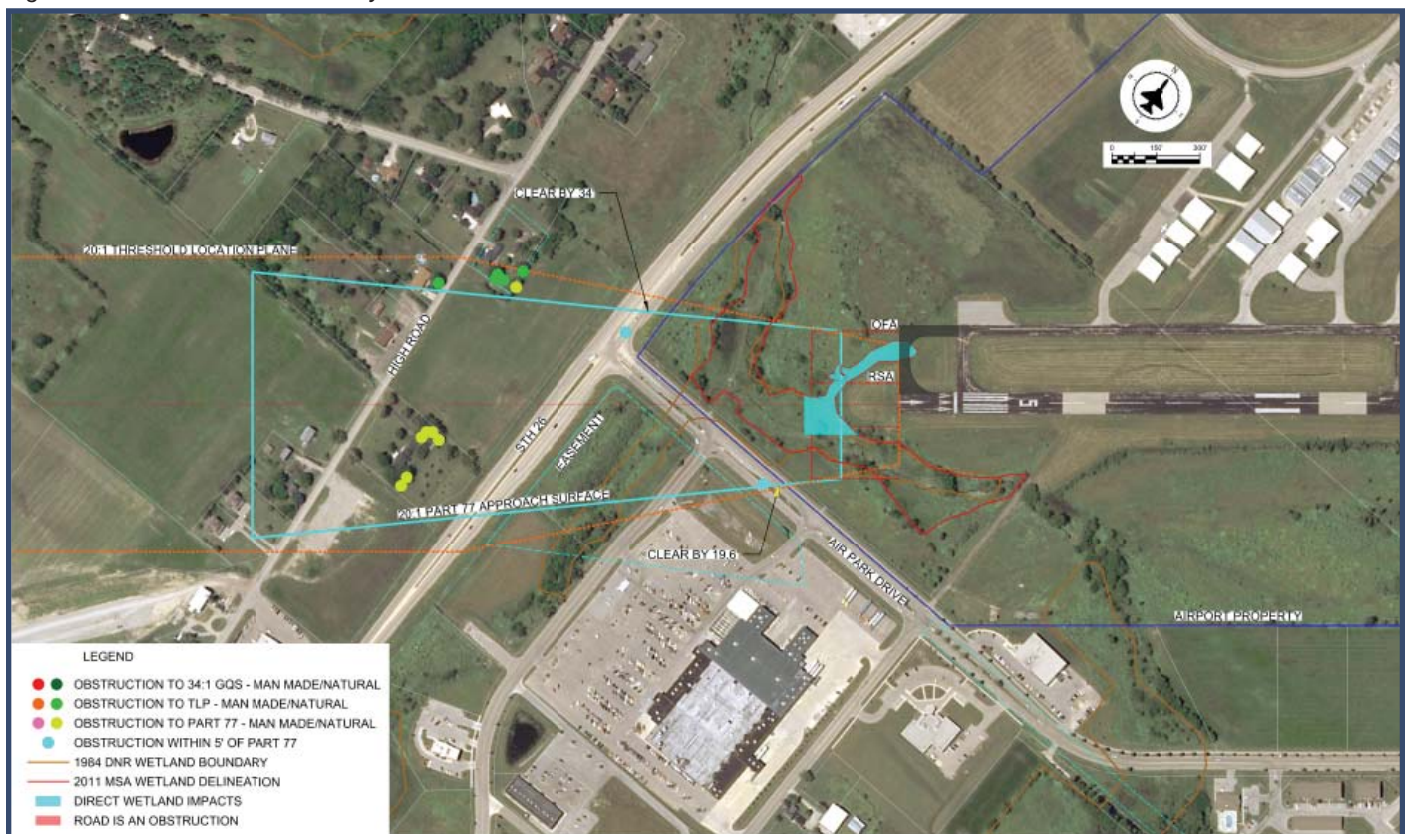 N
0 150' 300'
CLEAR BY 34'
20:1 THRESHOLD LOCATION PLANE
HIGH ROAD
OFA
RSA
STH 26
EASEMENT
20:1 PART 77 APPROACH SURFACE
CLEAR BY 19.6
AIR PARK DRIVE
AIRPORT PROPERTY
LEGEND
OBSTRUCTION TO 34:1 GQS - MAN MADE/NATURAL
OBSTRUCTION TO TLP - MAN MADE/NATURAL
OBSTRUCTION TO PART 77 - MAN MADE/NATURAL
OBSTRUCTION WITHIN 5' OF PART 77
1984 DNR WETLAND BOUNDARY
2011 MSA WETLAND DELINEATION
DIRECT WETLAND IMPACTS
ROAD IS AN OBSTRUCTION